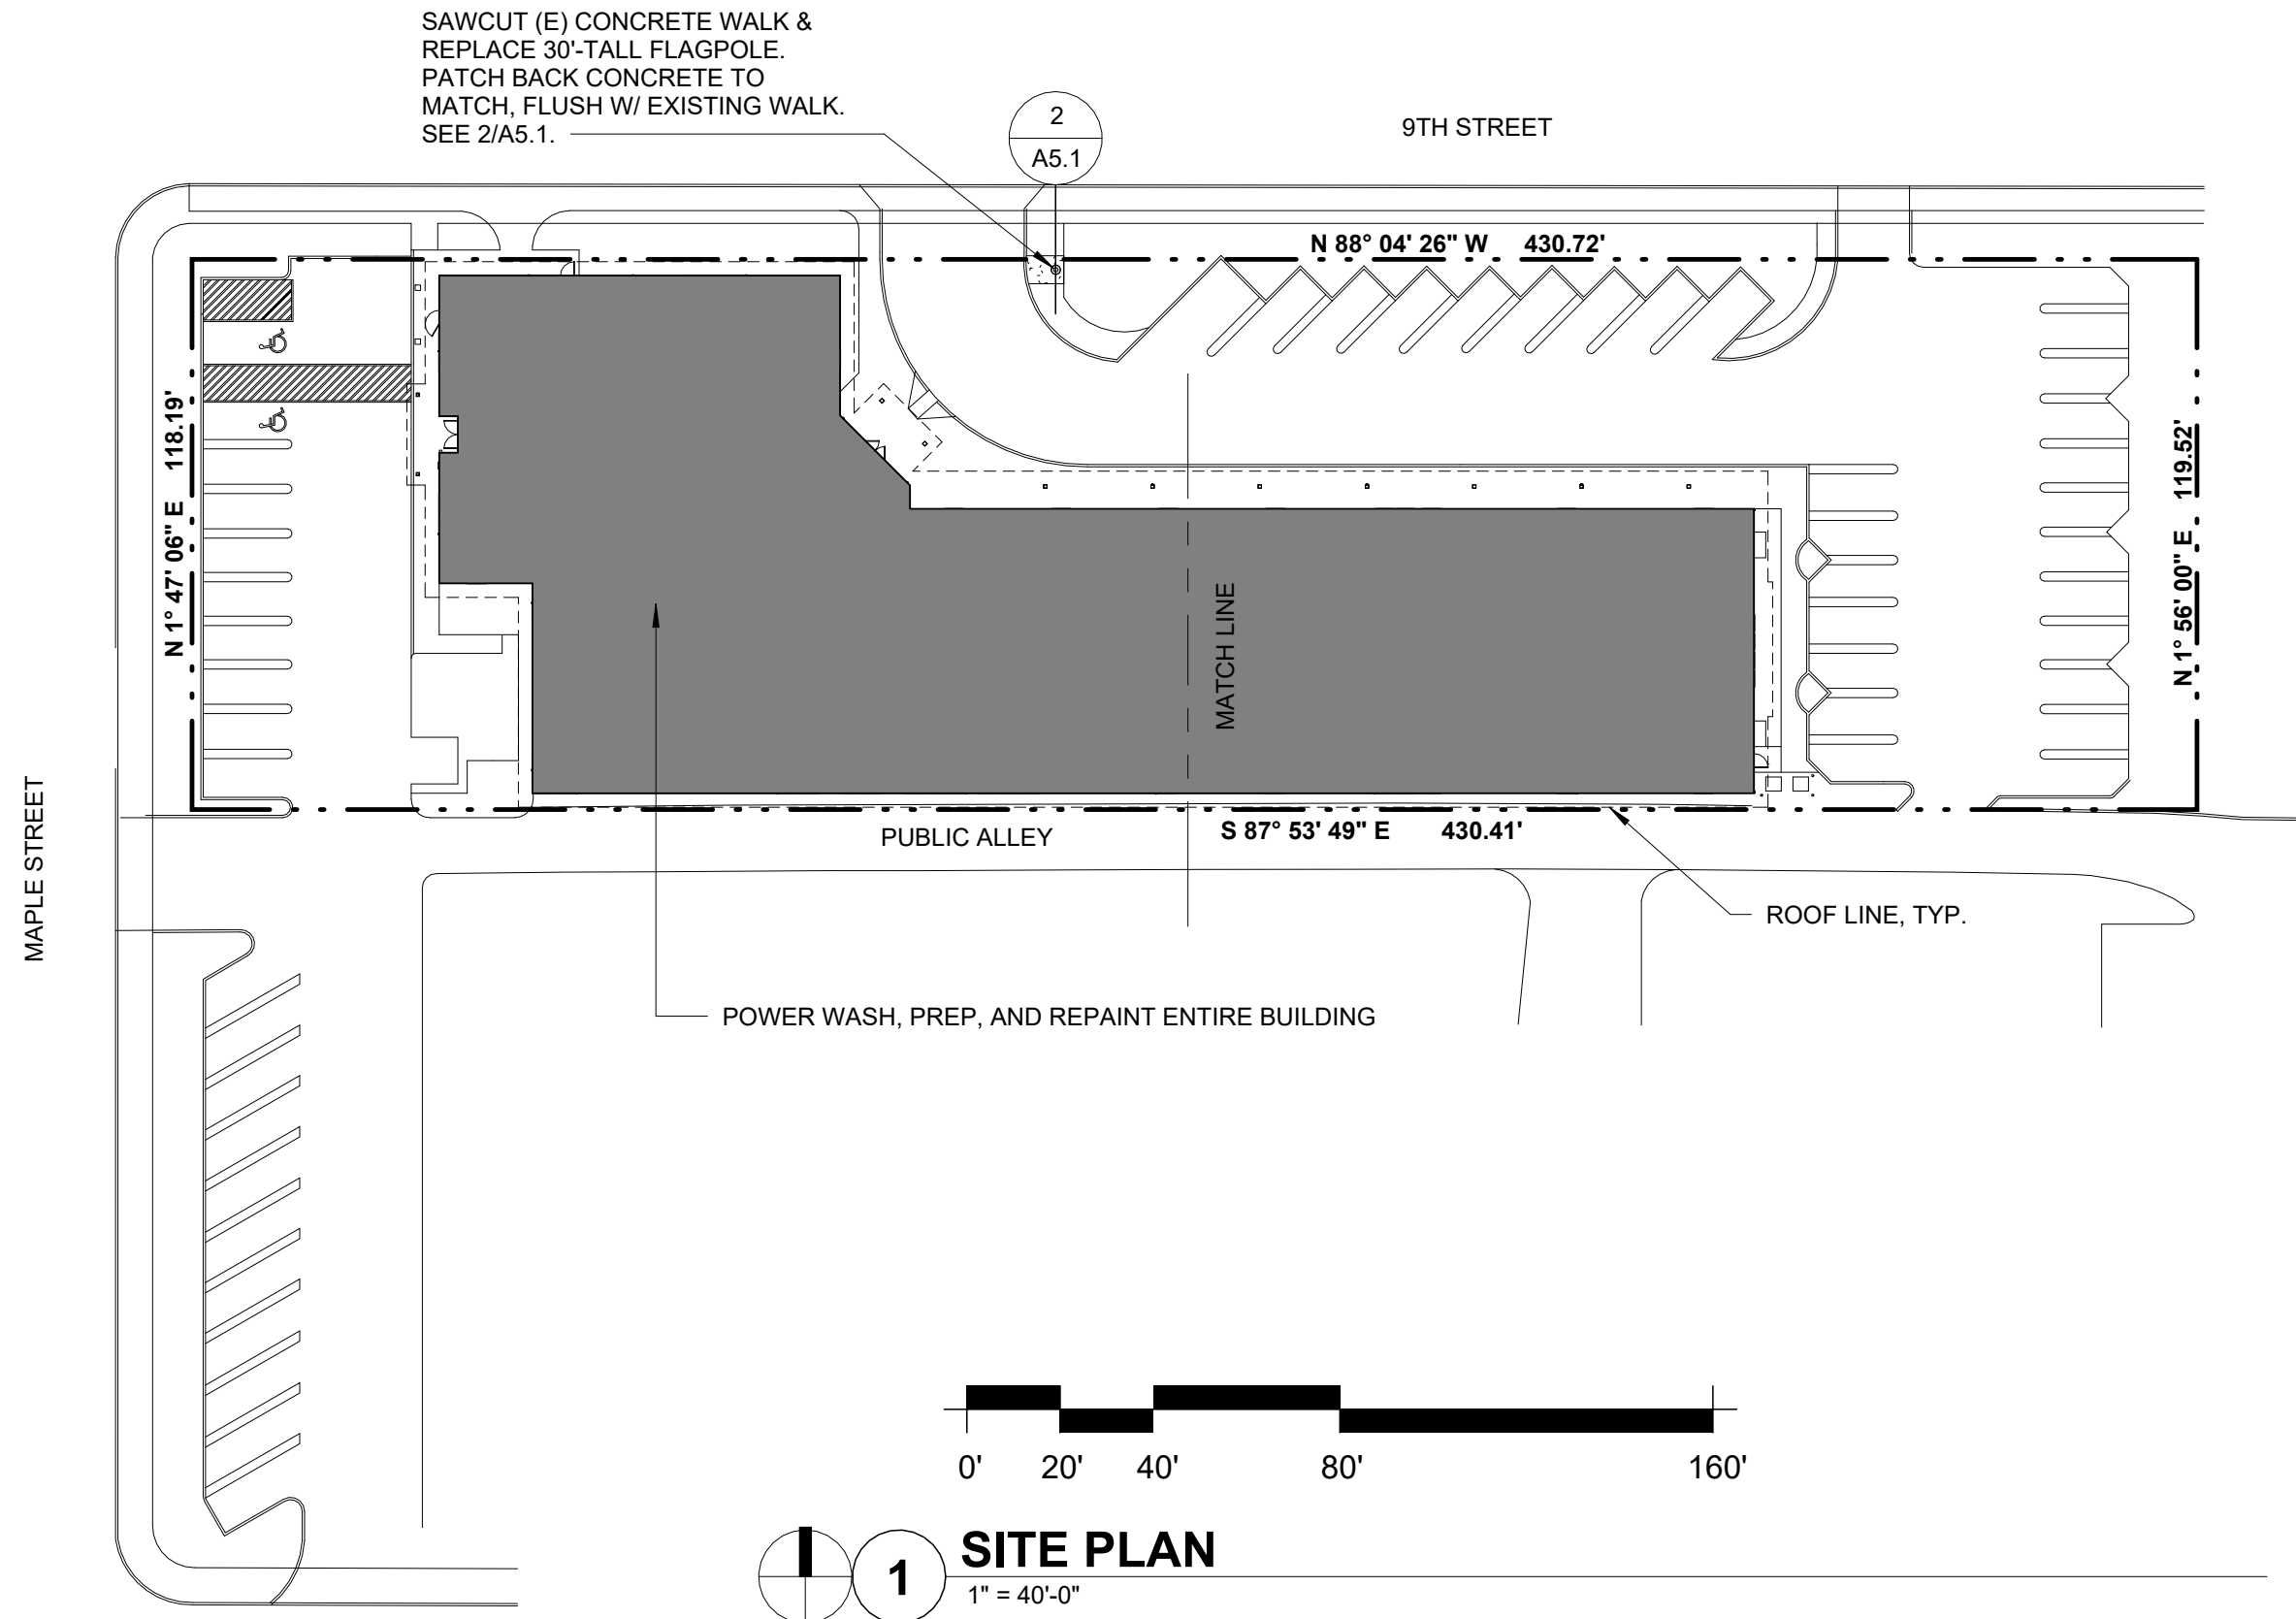 SAWCUT (E) CONCRETE WALK &
REPLACE 30'-TALL FLAGPOLE.
PATCH BACK CONCRETE TO
MATCH, FLUSH W/ EXISTING WALK.
SEE 2/A5.1.
2
A5.1
9TH STREET
N 88° 04' 26" W 430.72'
N 1° 47' 06" E 118.19'
N 1° 56' 00" E 119.52'
MATCH LINE
MAPLE STREET
PUBLIC ALLEY
S 87° 53' 49" E 430.41'
ROOF LINE, TYP.
POWER WASH, PREP, AND REPAINT ENTIRE BUILDING
0' 20' 40' 80' 160'
1
SITE PLAN
1" = 40'-0"